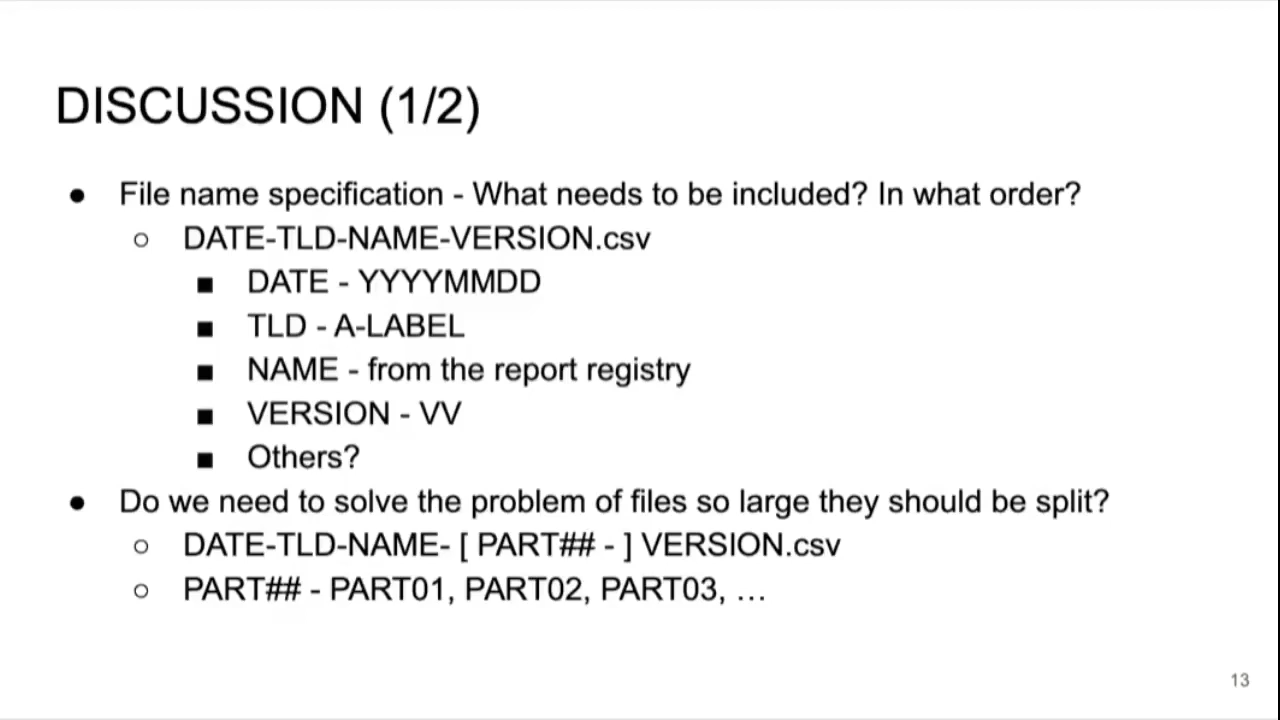 DISCUSSION (1/2)
● File name specification - What needs to be included? In what order?
○ DATE-TLD-NAME-VERSION.csv
■ DATE - YYYYMMDD
■ TLD - A-LABEL
■ NAME - from the report registry
■ VERSION - VV
■ Others?
● Do we need to solve the problem of files so large they should be split?
○ DATE-TLD-NAME- [ PART## - ] VERSION.csv
○ PART## - PART01, PART02, PART03, …
13